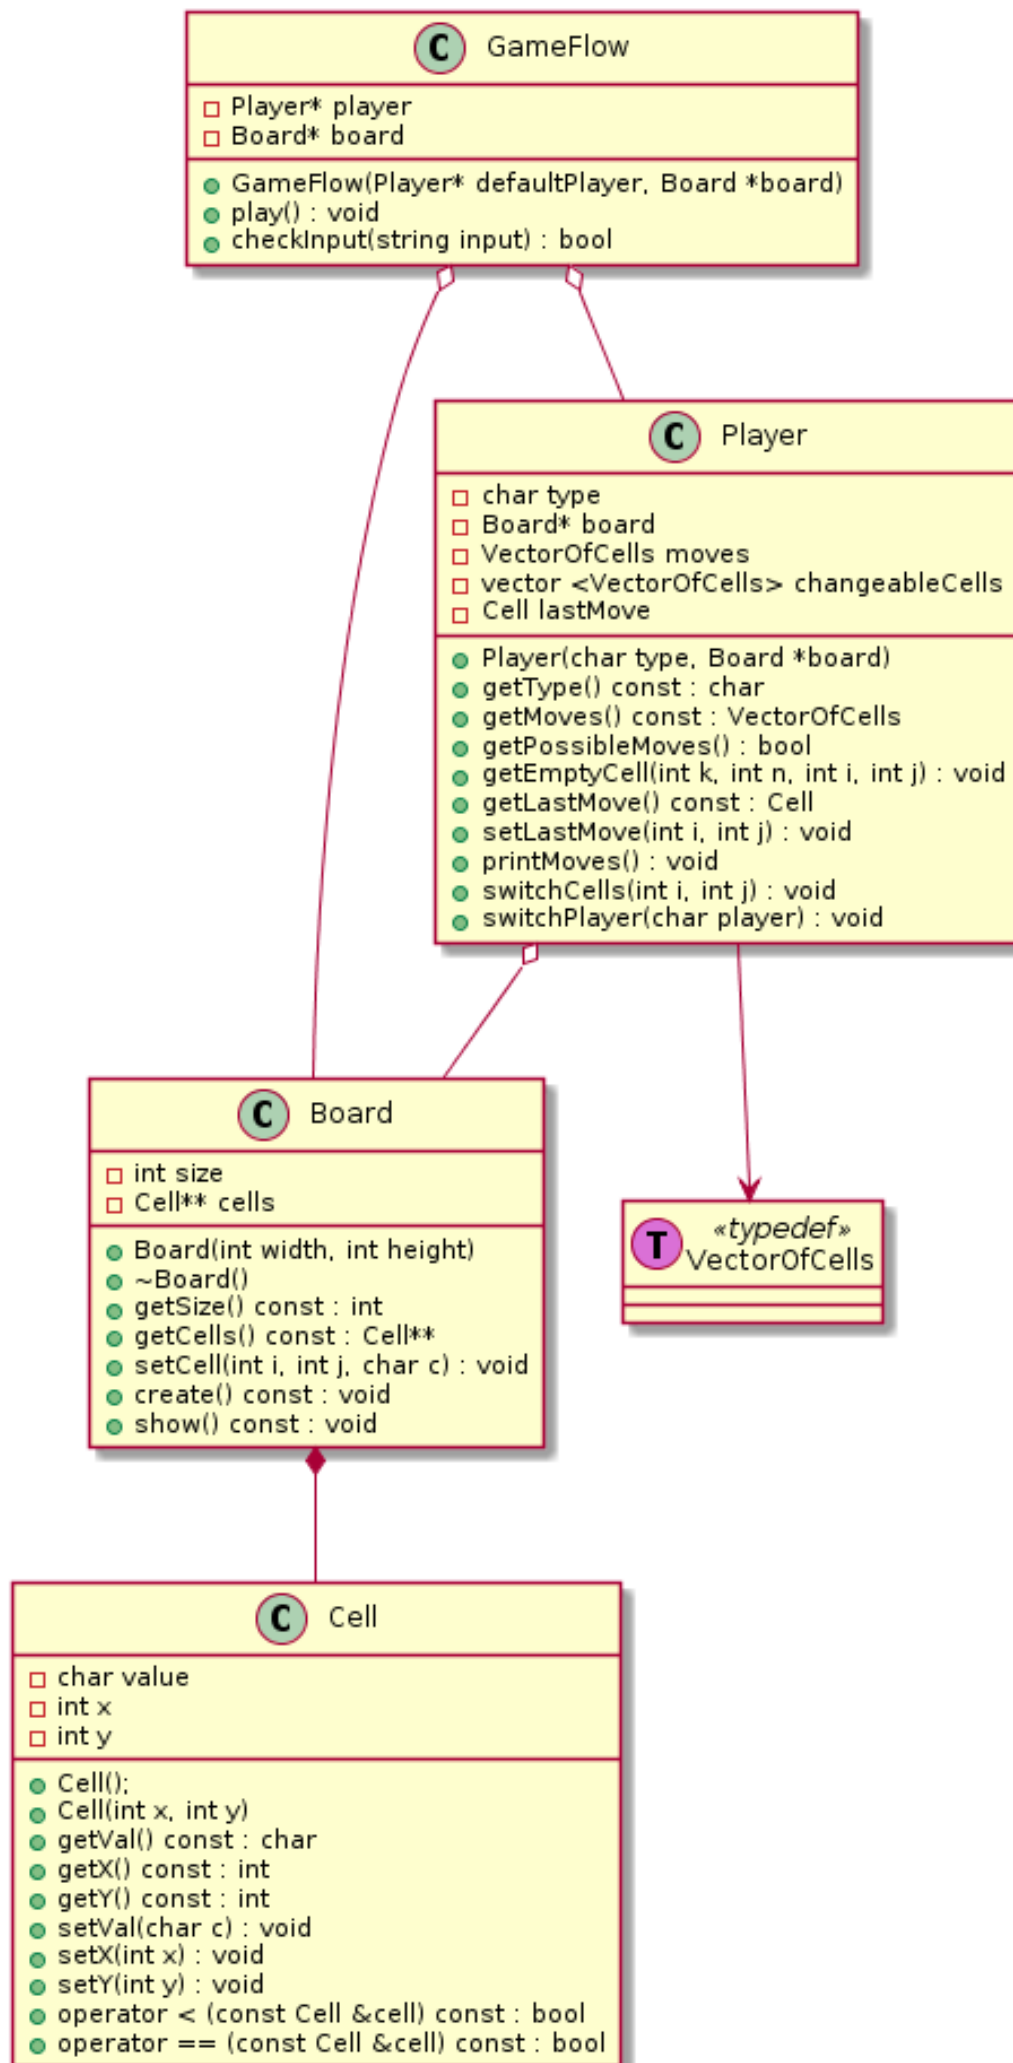 C GameFlow
Player* player
Board* board
GameFlow(Player* defaultPlayer, Board *board)
play() : void
checkInput(string input) : bool
C Player
char type
Board* board
VectorOfCells moves
vector <VectorOfCells> changeableCells
Cell lastMove
Player(char type, Board *board)
getType() const : char
getMoves() const : VectorOfCells
getPossibleMoves() : bool
getEmptyCell(int k, int n, int i, int j) : void
getLastMove() const : Cell
setLastMove(int i, int j) : void
printMoves() : void
switchCells(int i, int j) : void
switchPlayer(char player) : void
C Board
int size
Cell** cells
Board(int width, int height)
~Board()
getSize() const : int
getCells() const : Cell**
setCell(int i, int j, char c) : void
create() const : void
show() const : void
T «typedef»
VectorOfCells
C Cell
char value
int x
int y
Cell();
Cell(int x, int y)
getVal() const : char
getX() const : int
getY() const : int
setVal(char c) : void
setX(int x) : void
setY(int y) : void
operator < (const Cell &cell) const : bool
operator == (const Cell &cell) const : bool